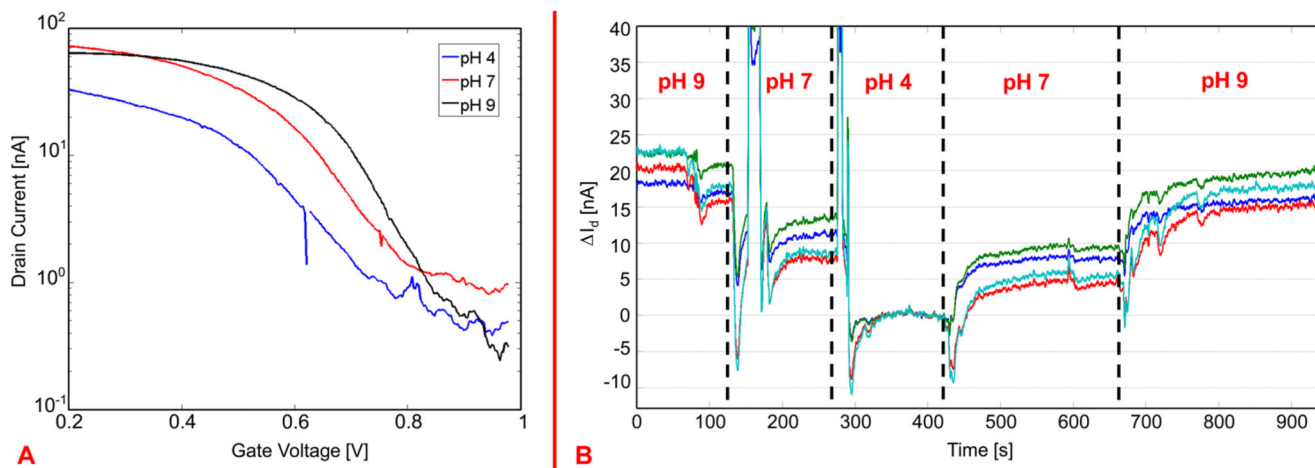 10²
10¹
10⁰
10⁻¹
Drain Current [nA]
pH 4
pH 7
pH 9
0.2
0.4
0.6
0.8
1
Gate Voltage [V]
A
40
35
30
25
20
15
10
5
0
-5
-10
ΔI_d [nA]
pH 9
pH 7
pH 4
pH 7
pH 9
0 100 200 300 400 500 600 700 800 900
Time [s]
B